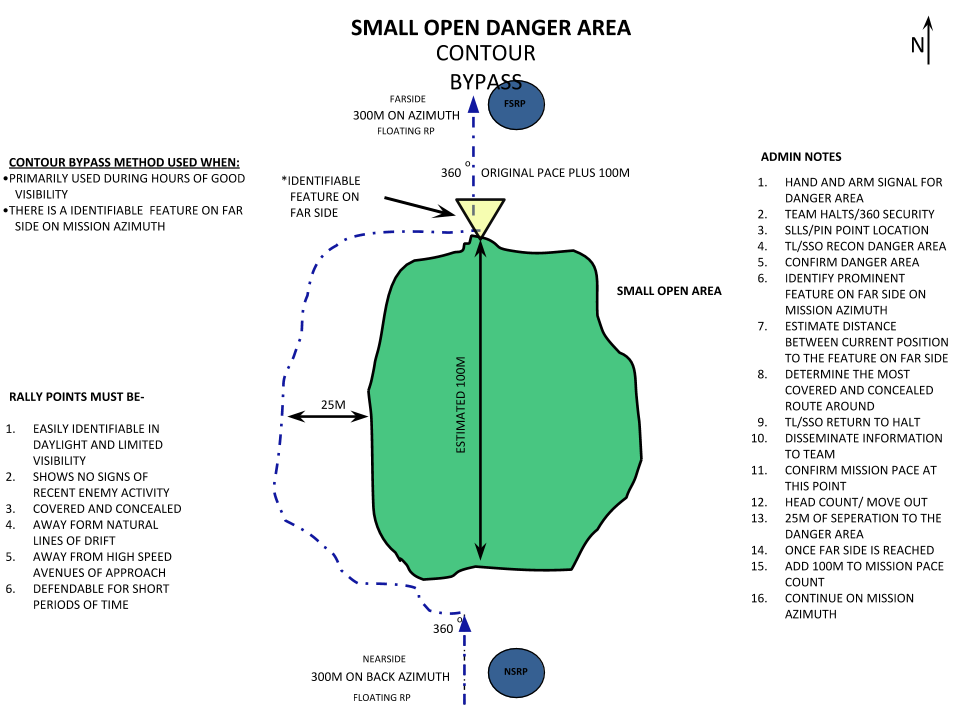 SMALL OPEN DANGER AREA
CONTOUR
BYPASS
N
FARSIDE
300M ON AZIMUTH
FLOATING RP
FSRP
CONTOUR BYPASS METHOD USED WHEN:
•PRIMARILY USED DURING HOURS OF GOOD
VISIBILITY
•THERE IS A IDENTIFIABLE FEATURE ON FAR
SIDE ON MISSION AZIMUTH
*IDENTIFIABLE
FEATURE ON
FAR SIDE
360 o ORIGINAL PACE PLUS 100M
SMALL OPEN AREA
ESTIMATED 100M
25M
RALLY POINTS MUST BE-
1. EASILY IDENTIFIABLE IN
DAYLIGHT AND LIMITED
VISIBILITY
2. SHOWS NO SIGNS OF
RECENT ENEMY ACTIVITY
3. COVERED AND CONCEALED
4. AWAY FORM NATURAL
LINES OF DRIFT
5. AWAY FROM HIGH SPEED
AVENUES OF APPROACH
6. DEFENDABLE FOR SHORT
PERIODS OF TIME
360 o
NEARSIDE
300M ON BACK AZIMUTH
FLOATING RP
NSRP
ADMIN NOTES
1. HAND AND ARM SIGNAL FOR
DANGER AREA
2. TEAM HALTS/360 SECURITY
3. SLLS/PIN POINT LOCATION
4. TL/SSO RECON DANGER AREA
5. CONFIRM DANGER AREA
6. IDENTIFY PROMINENT
FEATURE ON FAR SIDE ON
MISSION AZIMUTH
7. ESTIMATE DISTANCE
BETWEEN CURRENT POSITION
TO THE FEATURE ON FAR SIDE
8. DETERMINE THE MOST
COVERED AND CONCEALED
ROUTE AROUND
9. TL/SSO RETURN TO HALT
10. DISSEMINATE INFORMATION
TO TEAM
11. CONFIRM MISSION PACE AT
THIS POINT
12. HEAD COUNT/ MOVE OUT
13. 25M OF SEPERATION TO THE
DANGER AREA
14. ONCE FAR SIDE IS REACHED
15. ADD 100M TO MISSION PACE
COUNT
16. CONTINUE ON MISSION
AZIMUTH